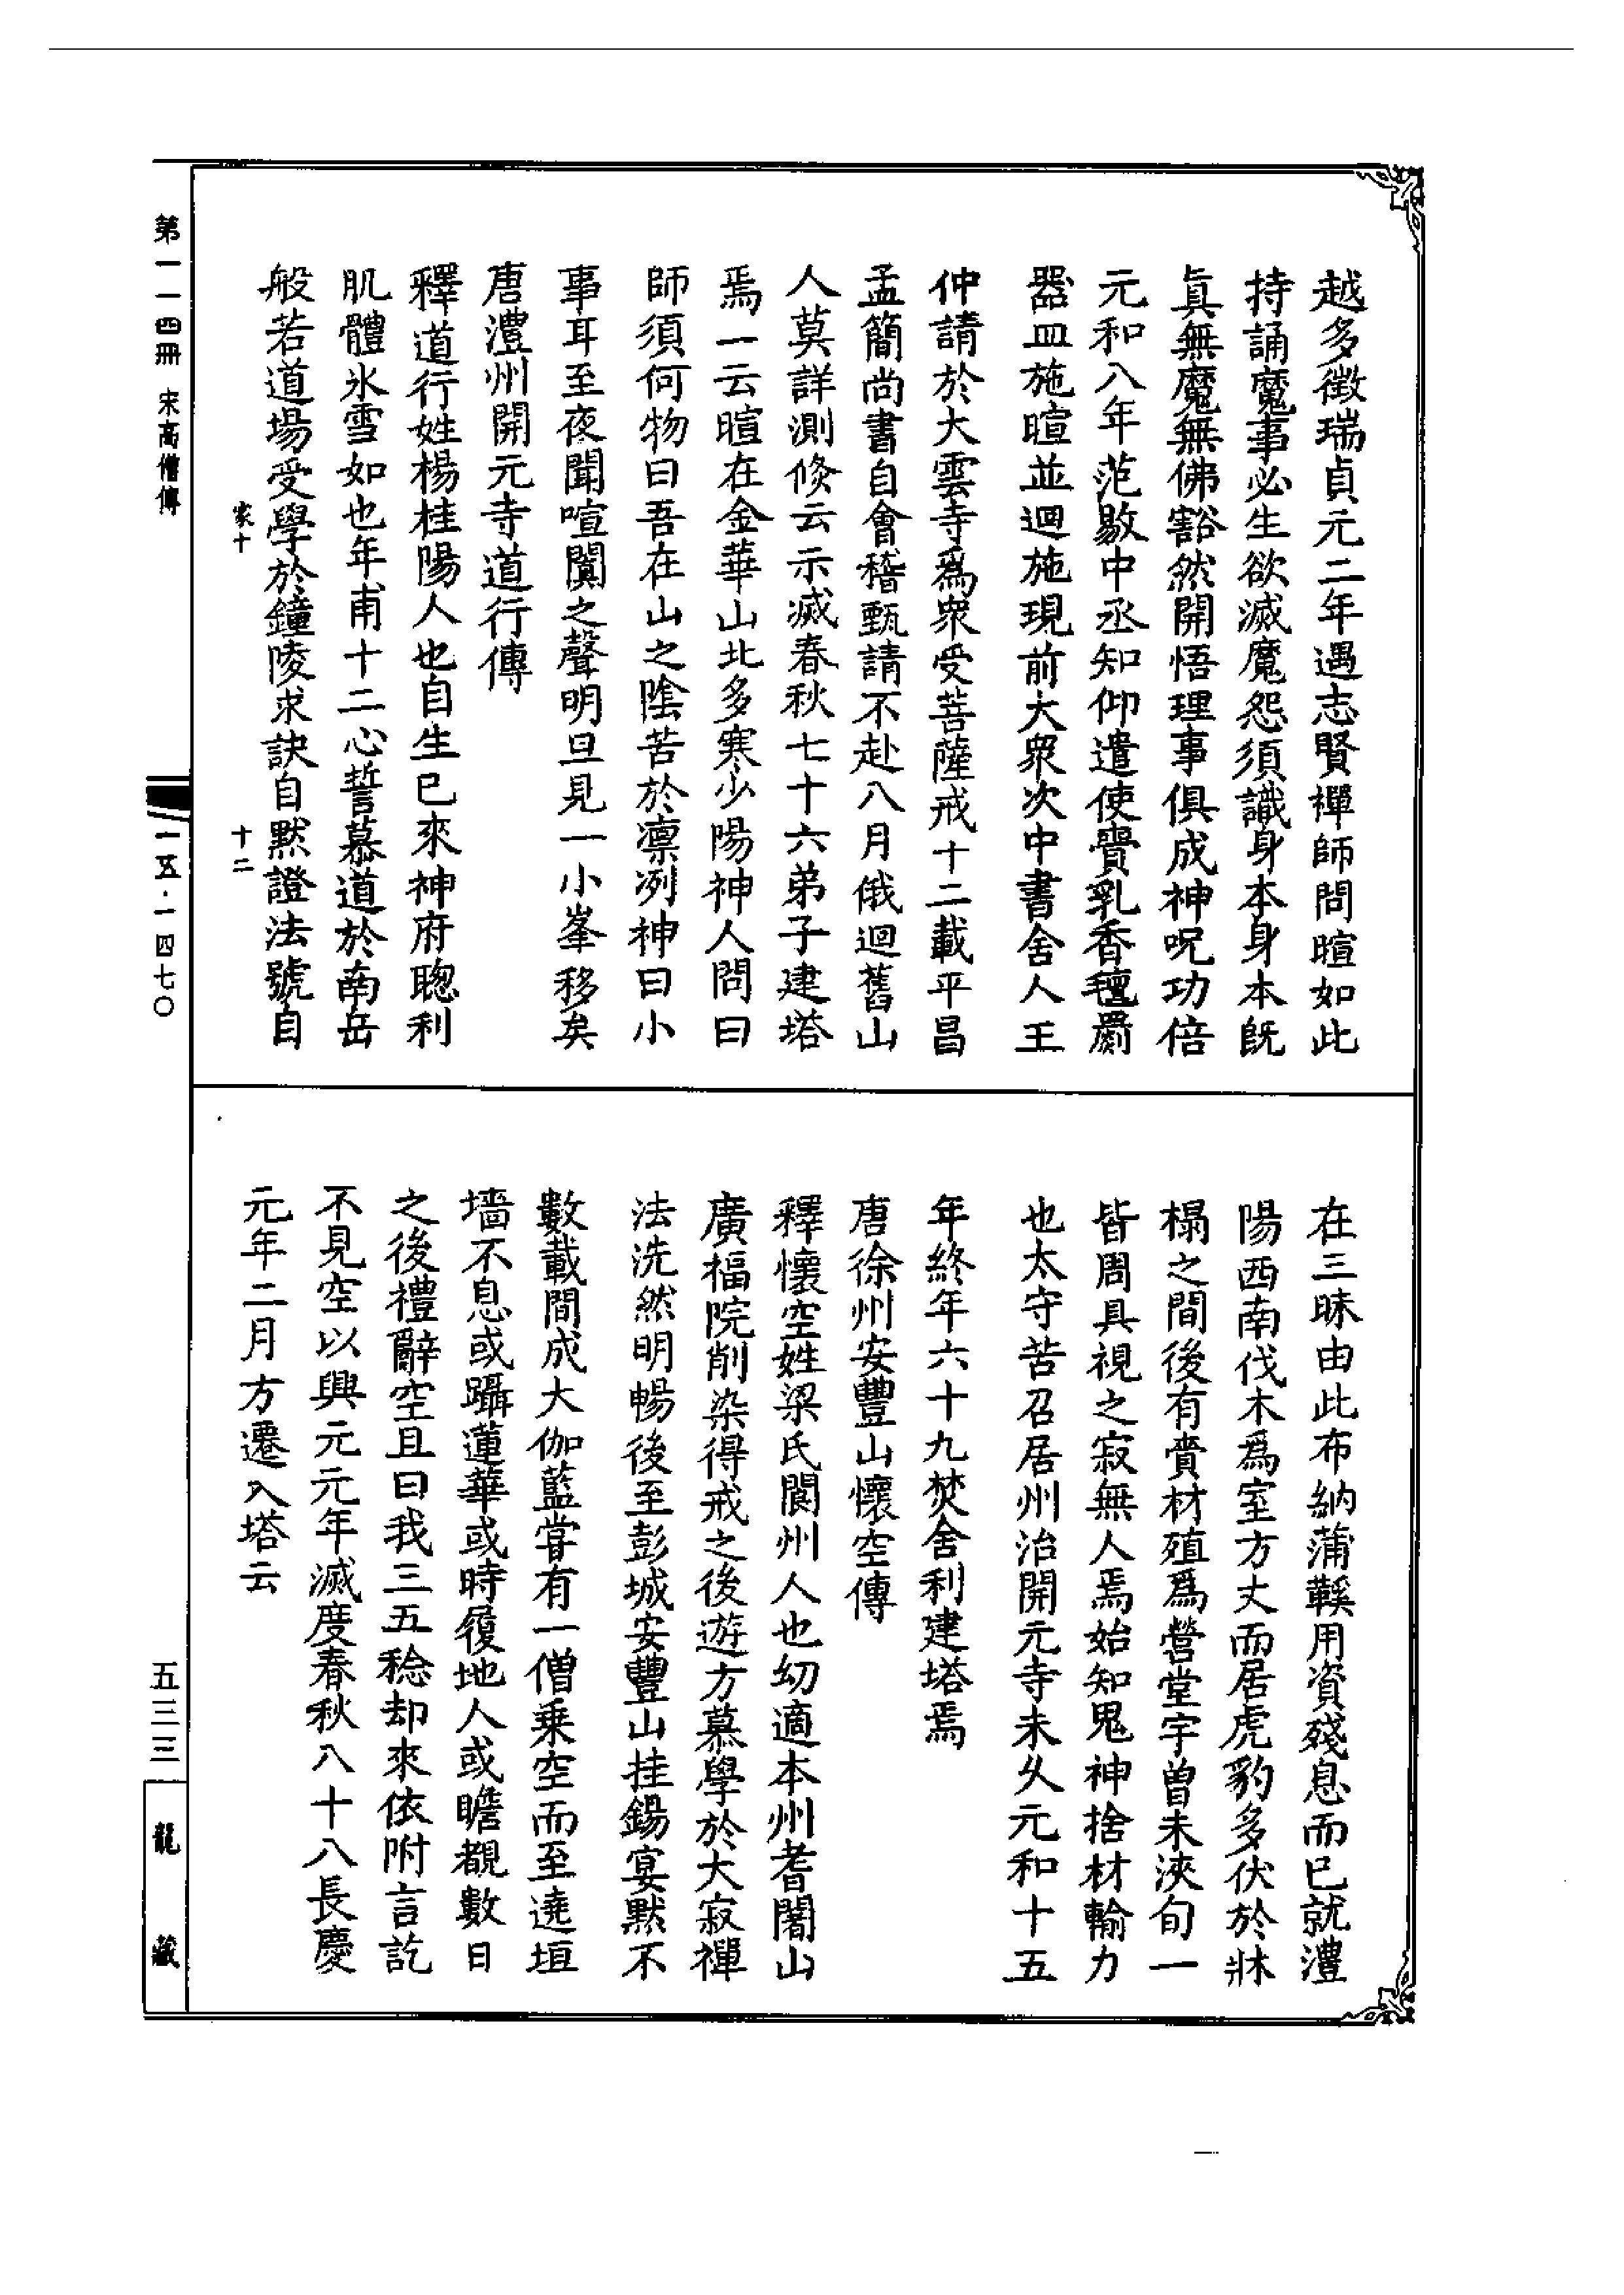 越多徵瑞貞元二年遇志賢禪師問暄如此
持誦魔事必生欲滅魔怨須識身本身本旣
真無魔無佛豁然開悟理事俱成神呪功倍
元和八年范敭中丞知仰遣使賷乳香氊罽
器皿施暄並迴施現前大衆次中書舍人王
仲請於大雲寺爲衆受菩薩戒十二載平昌
孟簡尚書自會稽甄請不赴八月俄迴舊山
人莫詳測俢云示滅春秋七十六弟子建塔
焉一云暄在金華山北多寒少陽神人問曰
師須何物曰吾在山之陰苦於凛冽神曰小
事耳至夜聞喧闐之聲明旦見一小峯移矣
唐澧州開元寺道行傳
釋道行姓楊桂陽人也自生已來神府聰利
肌體氷雪如也年甫十二心誓慕道於南岳
般若道場受學於鐘陵求訣自默證法號自
在三昧由此布納蒲鞵用資殘息而已就澧
陽西南伐木爲室方丈而居虎豹多伏於牀
榻之間後有賷材殖爲營堂宇曾未浹旬一
皆周具視之寂無人焉始知鬼神捨材輸力
也太守苦召居州治開元寺未久元和十五
年終年六十九焚舍利建塔焉
唐徐州安豐山懷空傳
釋懷空姓梁氏閬州人也幼適本州耆闍山
廣福院削染得戒之後遊方慕學於大寂禪
法洗然明暢後至彭城安豐山挂錫宴默不
數載間成大伽藍甞有一僧乗空而至遶垣
墻不息或躡蓮華或時履地人或瞻覩數日
之後禮辭空且曰我三五稔却來依附言訖
不見空以興元元年滅度春秋八十八長慶
元年二月方遷入塔云
第一一四冊 宋高僧傳
家十
十二
一五·一四七〇
五三三
龍藏